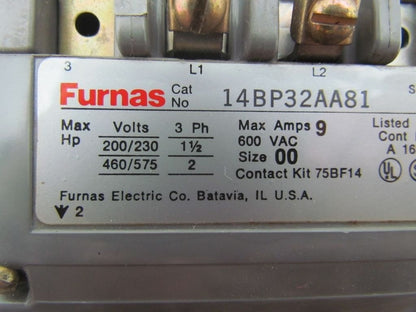 3 L1 L2
Furnas Cat No 14BP32AA81 S
Max Hp Volts 3 Ph Max Amps 9 Listed
200/230 1½ 600 VAC Cont
460/575 2 Size 00 A 16
Contact Kit 75BF14 UL
Furnas Electric Co. Batavia, IL U.S.A.
2